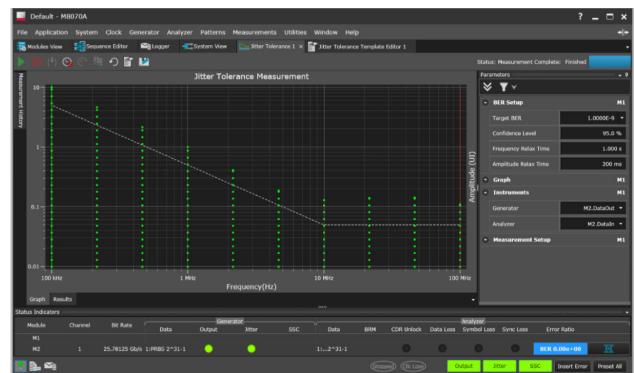 Default - M8070A
File Application System Clock Generator Analyzer Patterns Measurements Utilities Window Help
Modules View Sequence Editor Logger System View Jitter Tolerance 1 Jitter Tolerance Template Editor 1
Status: Measurement Complete: Finished
Measurement History
Jitter Tolerance Measurement
10
1
0.1
0.01
100 kHz 1 MHz 10 MHz 100 MHz
Frequency(Hz)
Amplitude (UI)
Graph Results
Parameters
BER Setup M1
Target BER 1.0000E-9
Confidence Level 95.0 %
Frequency Relax Time 1.000 s
Amplitude Relax Time 200 ms
Graph M1
Instruments M1
Generator M2.DataOut
Analyzer M2.DataIn
Measurement Setup M1
Status Indicators
Generator Analyzer
Module Channel Bit Rate Data Output Jitter SSC Data BRM CDR Unlock Data Loss Symbol Loss Sync Loss Error Ratio
M1
M2 1 25.78125 Gb/s 1:PRBS 2^31-1 1:...2^31-1 BER 0.00e+00
Output Jitter SSC Insert Error Preset All